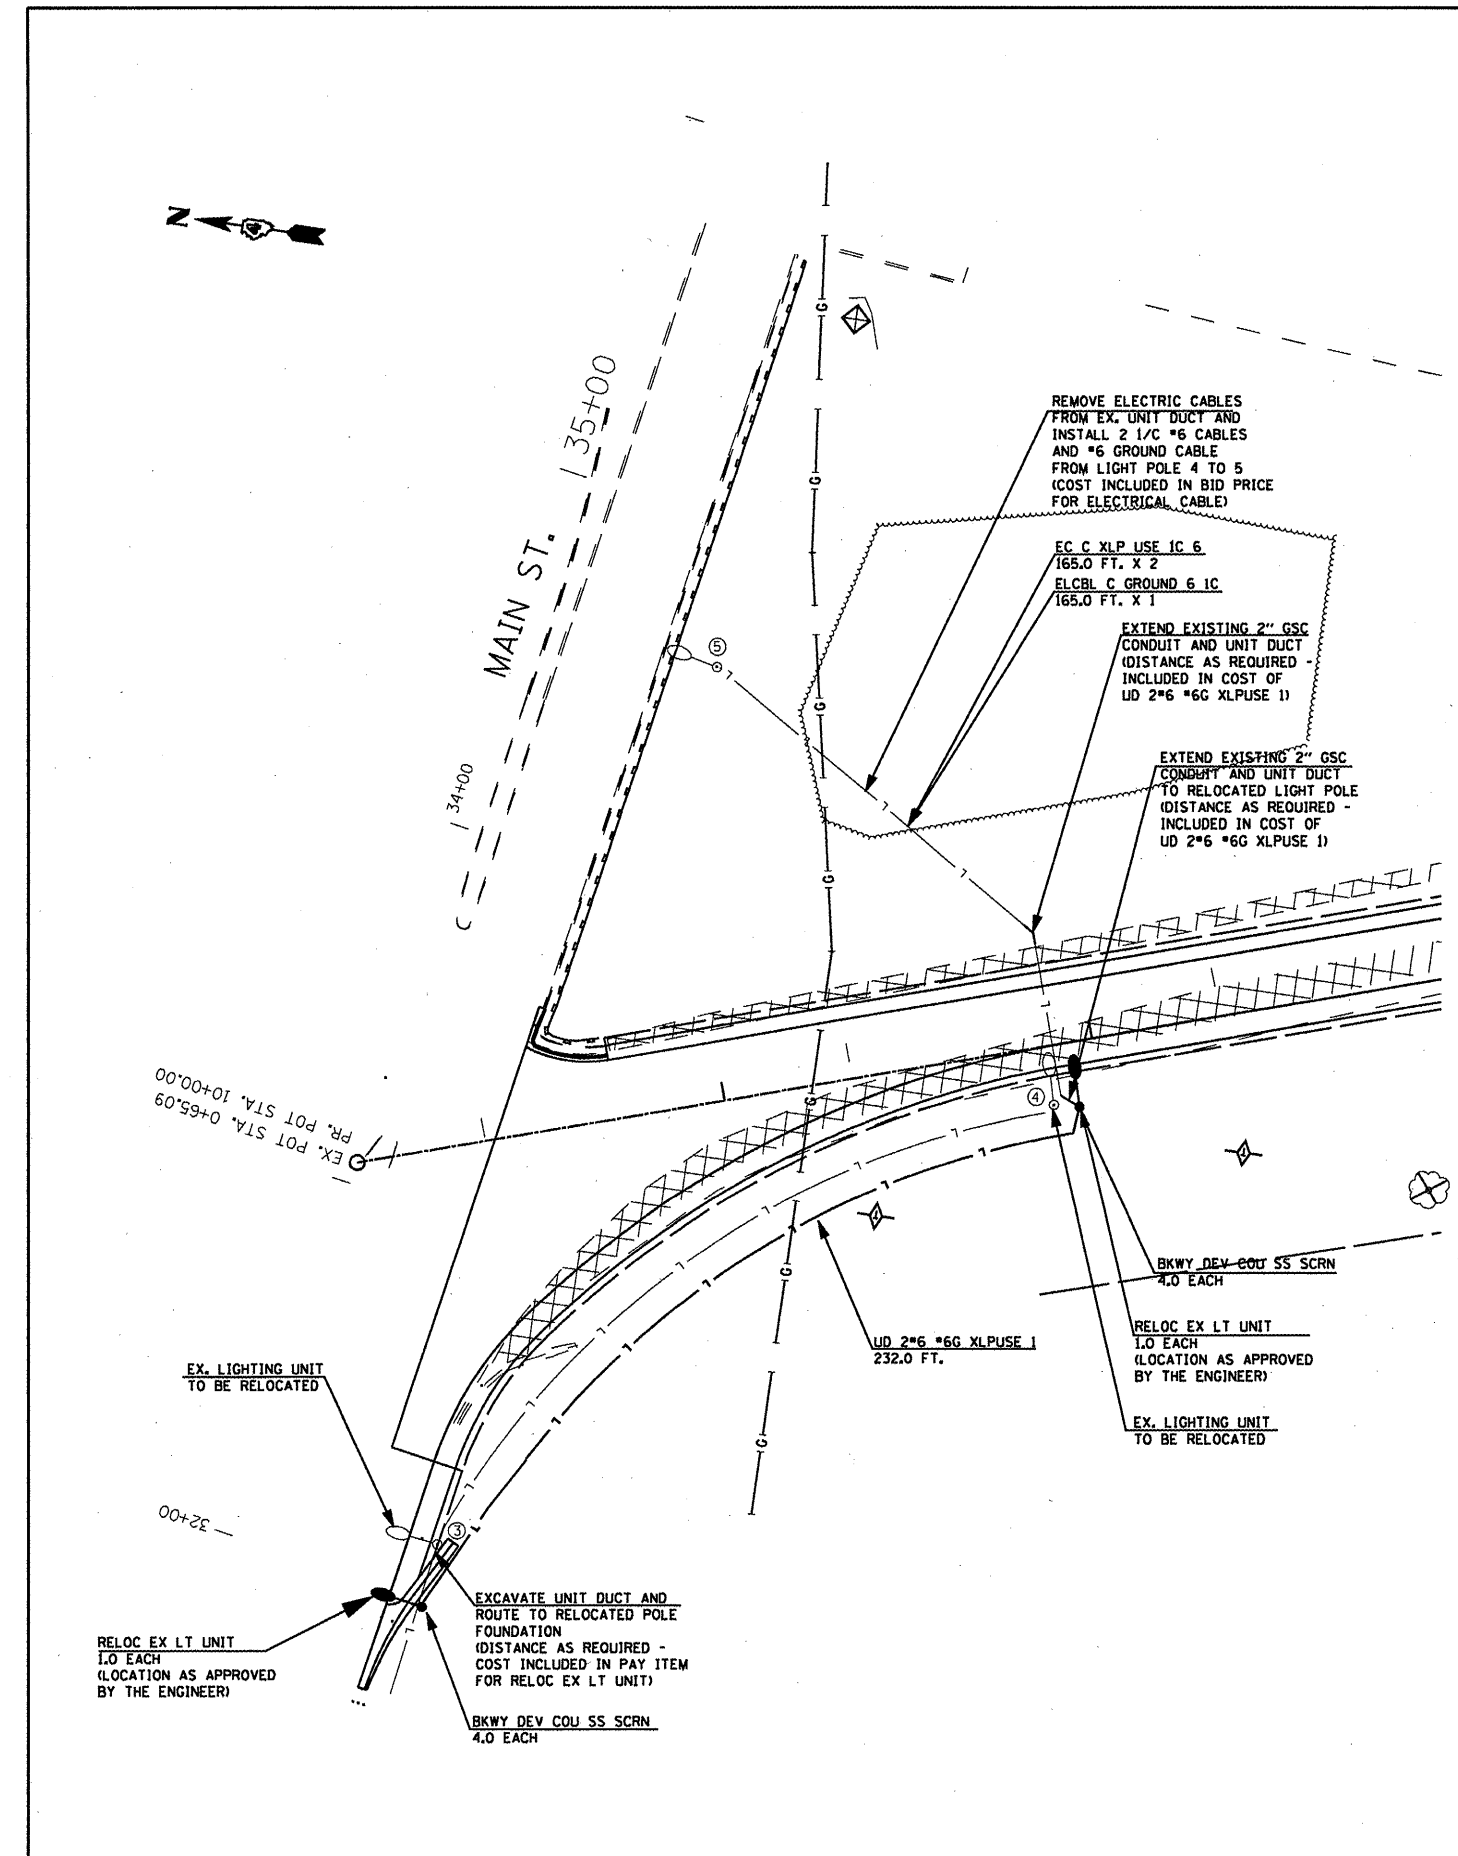 N
135+00
MAIN ST.
134+00
REMOVE ELECTRIC CABLES
FROM EX. UNIT DUCT AND
INSTALL 2 1/C #6 CABLES
AND #6 GROUND CABLE
FROM LIGHT POLE 4 TO 5
(COST INCLUDED IN BID PRICE
FOR ELECTRICAL CABLE)
EC C XLP USE 1C 6
165.0 FT. X 2
ELCBL C GROUND 6 1C
165.0 FT. X 1
EXTEND EXISTING 2" GSC
CONDUIT AND UNIT DUCT
(DISTANCE AS REQUIRED -
INCLUDED IN COST OF
UD 2#6 #6G XLPUSE 1)
EXTEND EXISTING 2" GSC
CONDUIT AND UNIT DUCT
TO RELOCATED LIGHT POLE
(DISTANCE AS REQUIRED -
INCLUDED IN COST OF
UD 2#6 #6G XLPUSE 1)
G
G
G
5
G
G
G
G
G
EX. POT STA. 0+65.09
PR. POT STA. 10+00.00
4
BKWY DEV COU SS SCRN
4.0 EACH
RELOC EX LT UNIT
1.0 EACH
(LOCATION AS APPROVED
BY THE ENGINEER)
UD 2#6 #6G XLPUSE 1
232.0 FT.
EX. LIGHTING UNIT
TO BE RELOCATED
EX. LIGHTING UNIT
TO BE RELOCATED
32+00
3
EXCAVATE UNIT DUCT AND
ROUTE TO RELOCATED POLE
FOUNDATION
(DISTANCE AS REQUIRED -
COST INCLUDED IN PAY ITEM
FOR RELOC EX LT UNIT)
RELOC EX LT UNIT
1.0 EACH
(LOCATION AS APPROVED
BY THE ENGINEER)
BKWY DEV COU SS SCRN
4.0 EACH